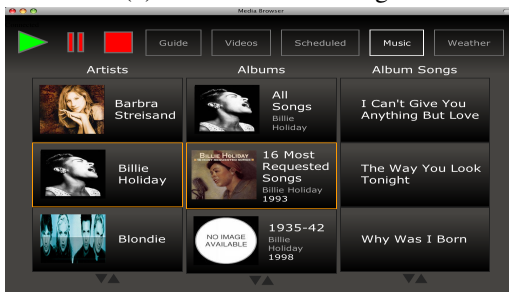 Media Browser
Guide
Videos
Scheduled
Music
Weather
Artists
Albums
Album Songs
Barbra
Streisand
All
Songs
Billie
Holiday
I Can't Give You
Anything But Love
Billie
Holiday
BILLIE HOLIDAY
16 Most
Requested
Songs
Billie Holiday
1993
The Way You Look
Tonight
Blondie
NO IMAGE
AVAILABLE
1935-42
Billie
Holiday
1998
Why Was I Born